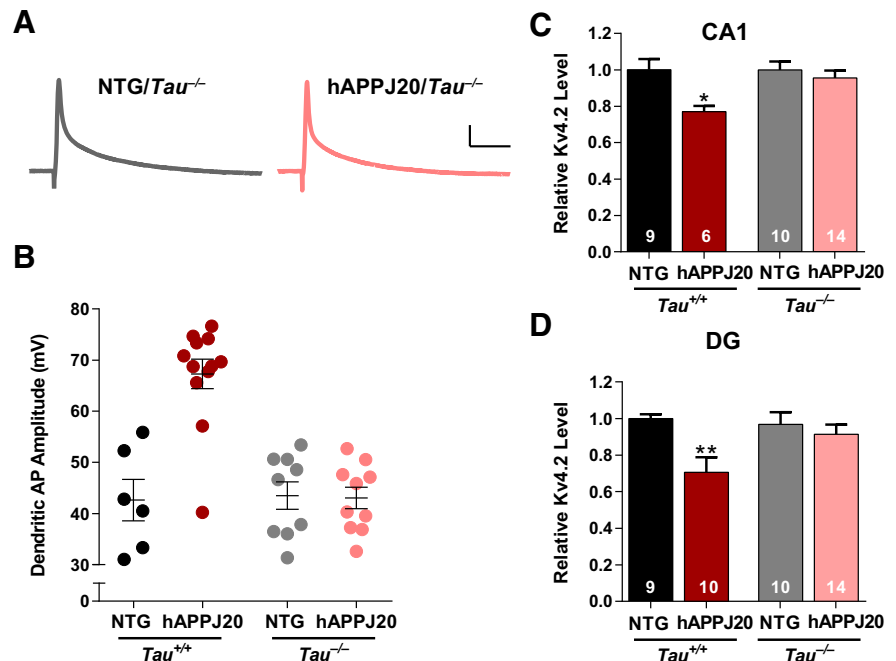 A
NTG/Tau–/–
hAPPJ20/Tau–/–
B
Dendritic AP Amplitude (mV)
80
70
60
50
40
30
0
NTG hAPPJ20 NTG hAPPJ20
Tau+/+ Tau–/–
C
CA1
Relative Kv4.2 Level
1.2
1.0
0.8
0.6
0.4
0.2
0.0
*
9 6 10 14
NTG hAPPJ20 NTG hAPPJ20
Tau+/+ Tau–/–
D
DG
Relative Kv4.2 Level
1.2
1.0
0.8
0.6
0.4
0.2
0.0
**
9 10 10 14
NTG hAPPJ20 NTG hAPPJ20
Tau+/+ Tau–/–